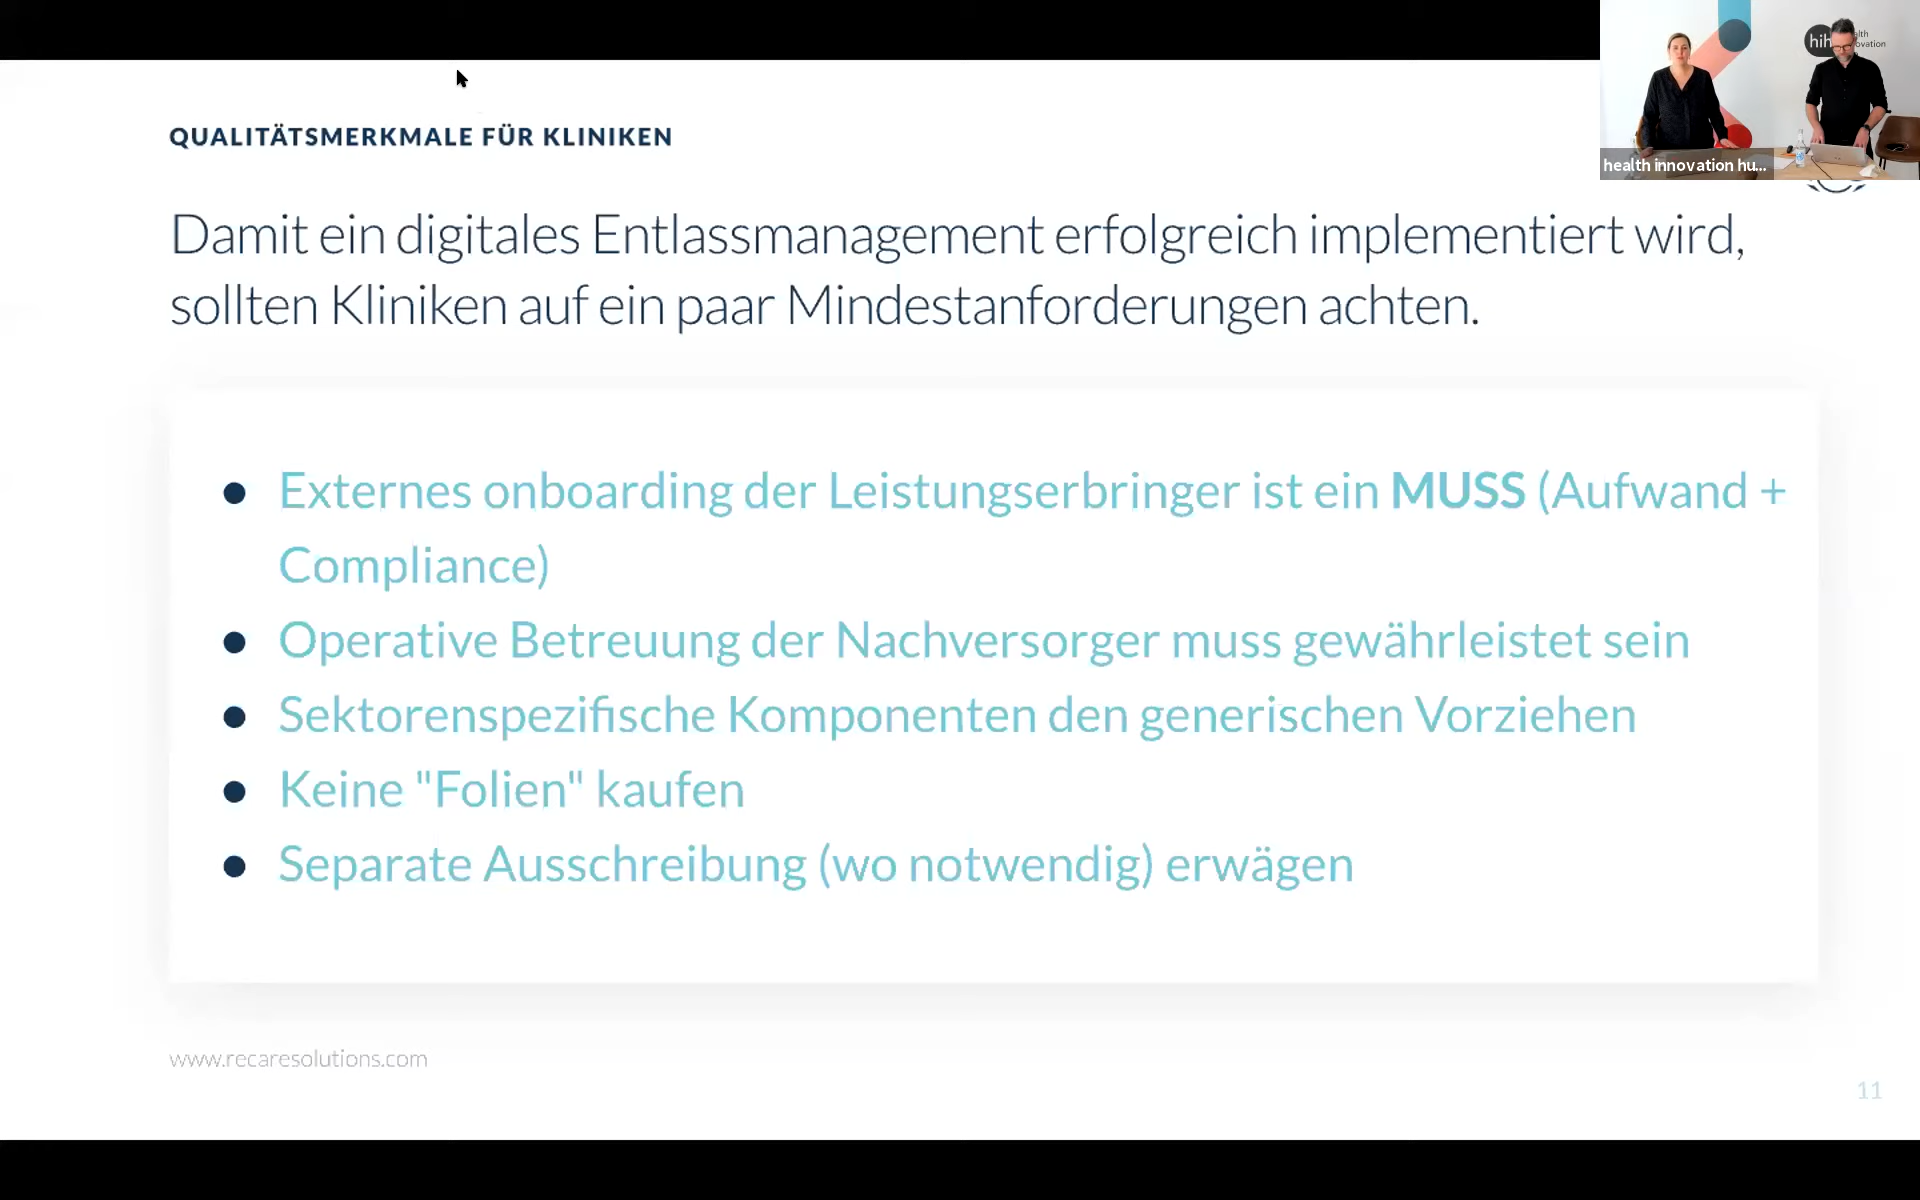 QUALITÄTSMERKMALE FÜR KLINIKEN
Damit ein digitales Entlassmanagement erfolgreich implementiert wird,
sollten Kliniken auf ein paar Mindestanforderungen achten.
Externes onboarding der Leistungserbringer ist ein MUSS (Aufwand +
Compliance)
Operative Betreuung der Nachversorger muss gewährleistet sein
Sektorenspezifische Komponenten den generischen Vorziehen
Keine "Folien" kaufen
Separate Ausschreibung (wo notwendig) erwägen
www.recaresolutions.com
11
hih
health innovation hu...